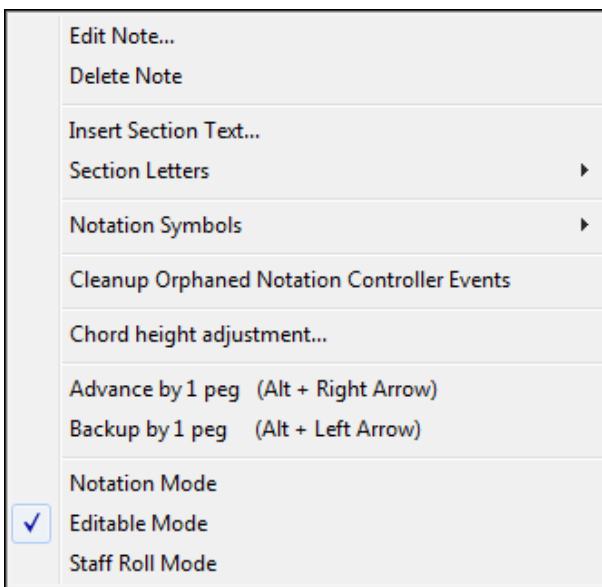 Edit Note...
Delete Note
Insert Section Text...
Section Letters
Notation Symbols
Cleanup Orphaned Notation Controller Events
Chord height adjustment...
Advance by 1 peg (Alt + Right Arrow)
Backup by 1 peg (Alt + Left Arrow)
Notation Mode
Editable Mode
Staff Roll Mode